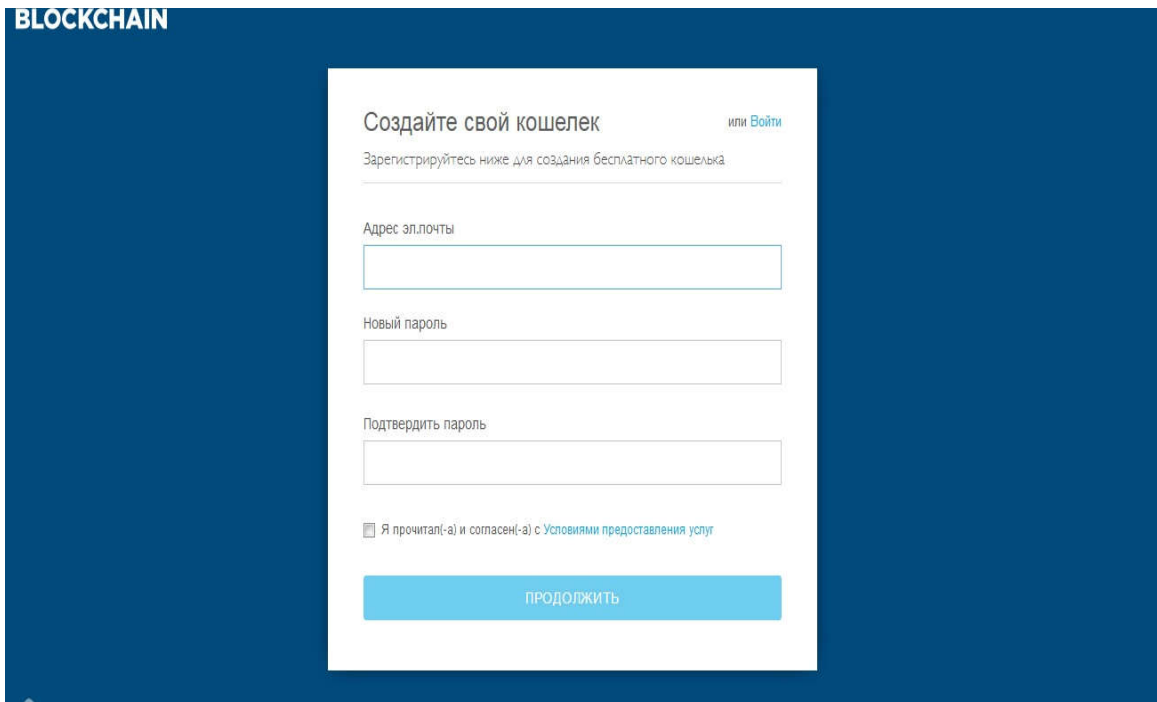 BLOCKCHAIN
Создайте свой кошелек
или Войти
Зарегистрируйтесь ниже для создания бесплатного кошелька
Адрес эл.почты
Новый пароль
Подтвердить пароль
Я прочитал(-а) и согласен(-а) с Условиями предоставления услуг
ПРОДОЛЖИТЬ